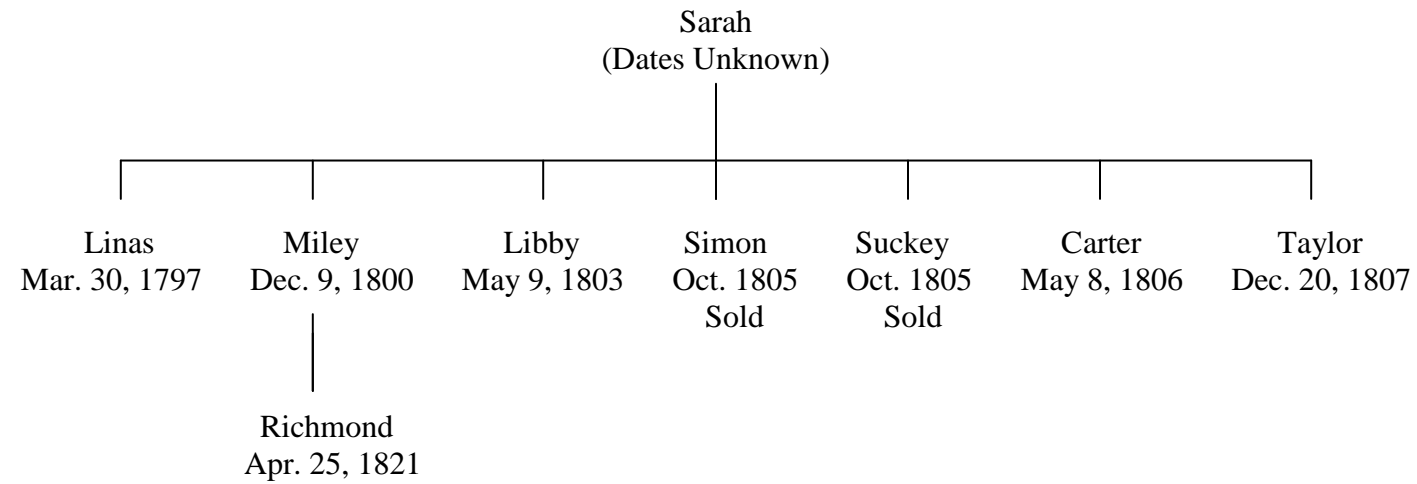 Sarah
(Dates Unknown)
Linas Miley Libby Simon Suckey Carter Taylor
Mar. 30, 1797 Dec. 9, 1800 May 9, 1803 Oct. 1805 Oct. 1805 May 8, 1806 Dec. 20, 1807
Sold Sold
Richmond
Apr. 25, 1821